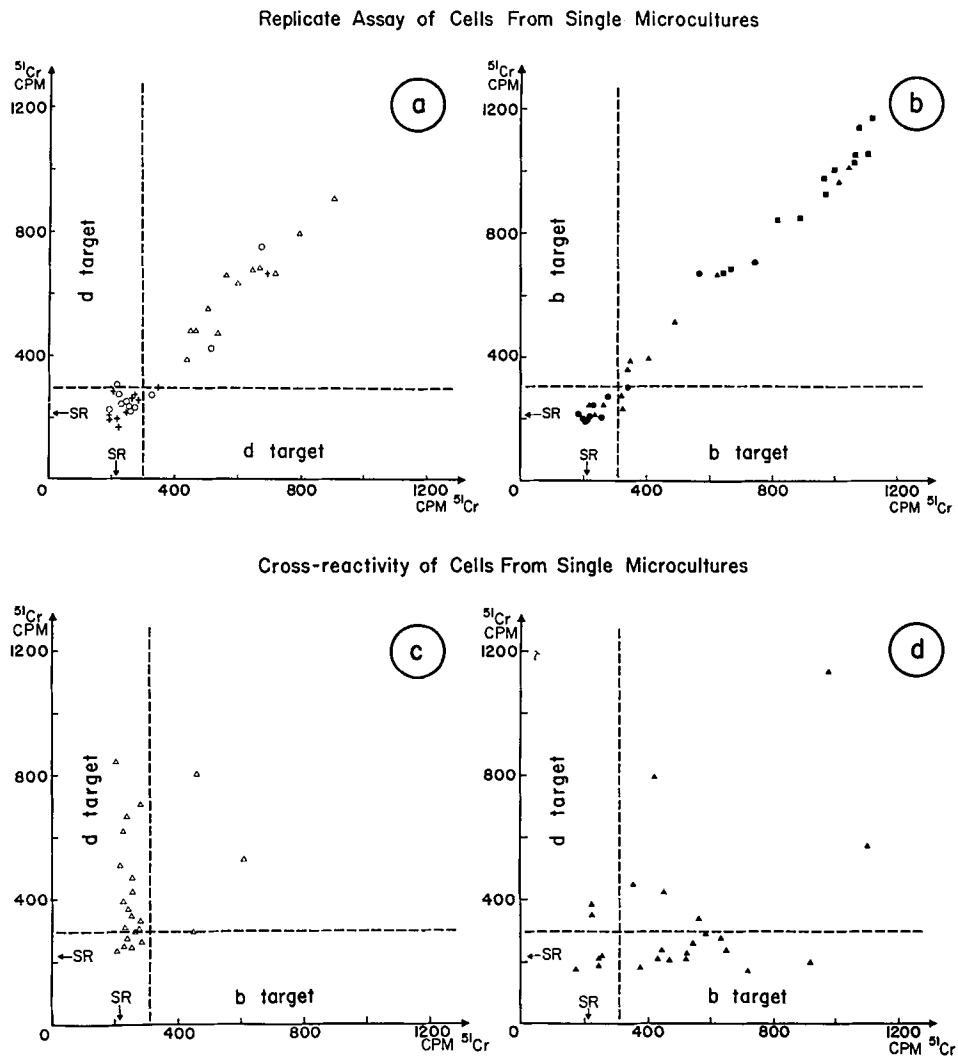 Replicate Assay of Cells From Single Microcultures
⁵¹Cr
CPM
1200
800
400
0
d target
←SR
SR
↓
a
d target
400
800
1200
CPM ⁵¹Cr
⁵¹Cr
CPM
1200
800
400
0
b target
←SR
SR
↓
b
b target
400
800
1200
CPM ⁵¹Cr
Cross-reactivity of Cells From Single Microcultures
⁵¹Cr
CPM
1200
800
400
0
d target
←SR
SR
↓
c
b target
400
800
1200
CPM ⁵¹Cr
⁵¹Cr
CPM
1200
800
400
0
d target
←SR
SR
↓
d
b target
400
800
1200
CPM ⁵¹Cr